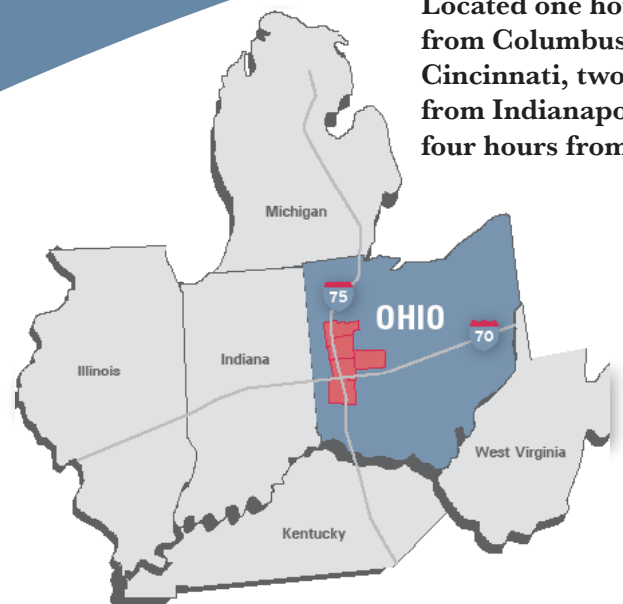 Located one ho
from Columbus
Cincinnati, two
from Indianapo
four hours from
Michigan
75
OHIO
70
Illinois
Indiana
West Virginia
Kentucky